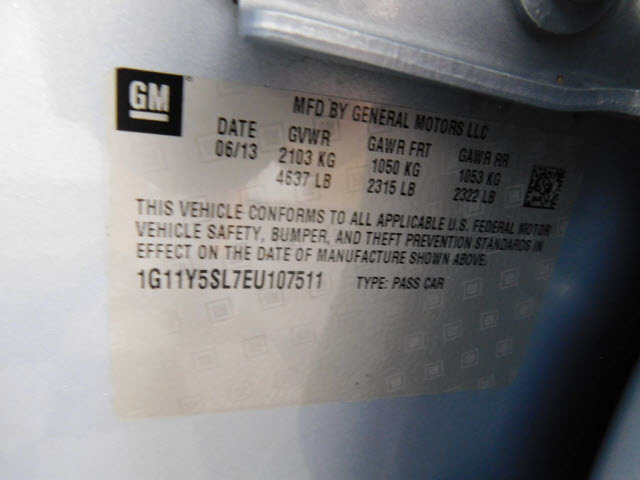 GM
MFD BY GENERAL MOTORS LLC
DATE GVWR GAWR FRT GAWR RR
06/13 2103 KG 1050 KG 1053 KG
4637 LB 2315 LB 2322 LB
THIS VEHICLE CONFORMS TO ALL APPLICABLE U.S. FEDERAL MOTOR
VEHICLE SAFETY, BUMPER, AND THEFT PREVENTION STANDARDS IN
EFFECT ON THE DATE OF MANUFACTURE SHOWN ABOVE.
1G11Y5SL7EU107511 TYPE: PASS CAR